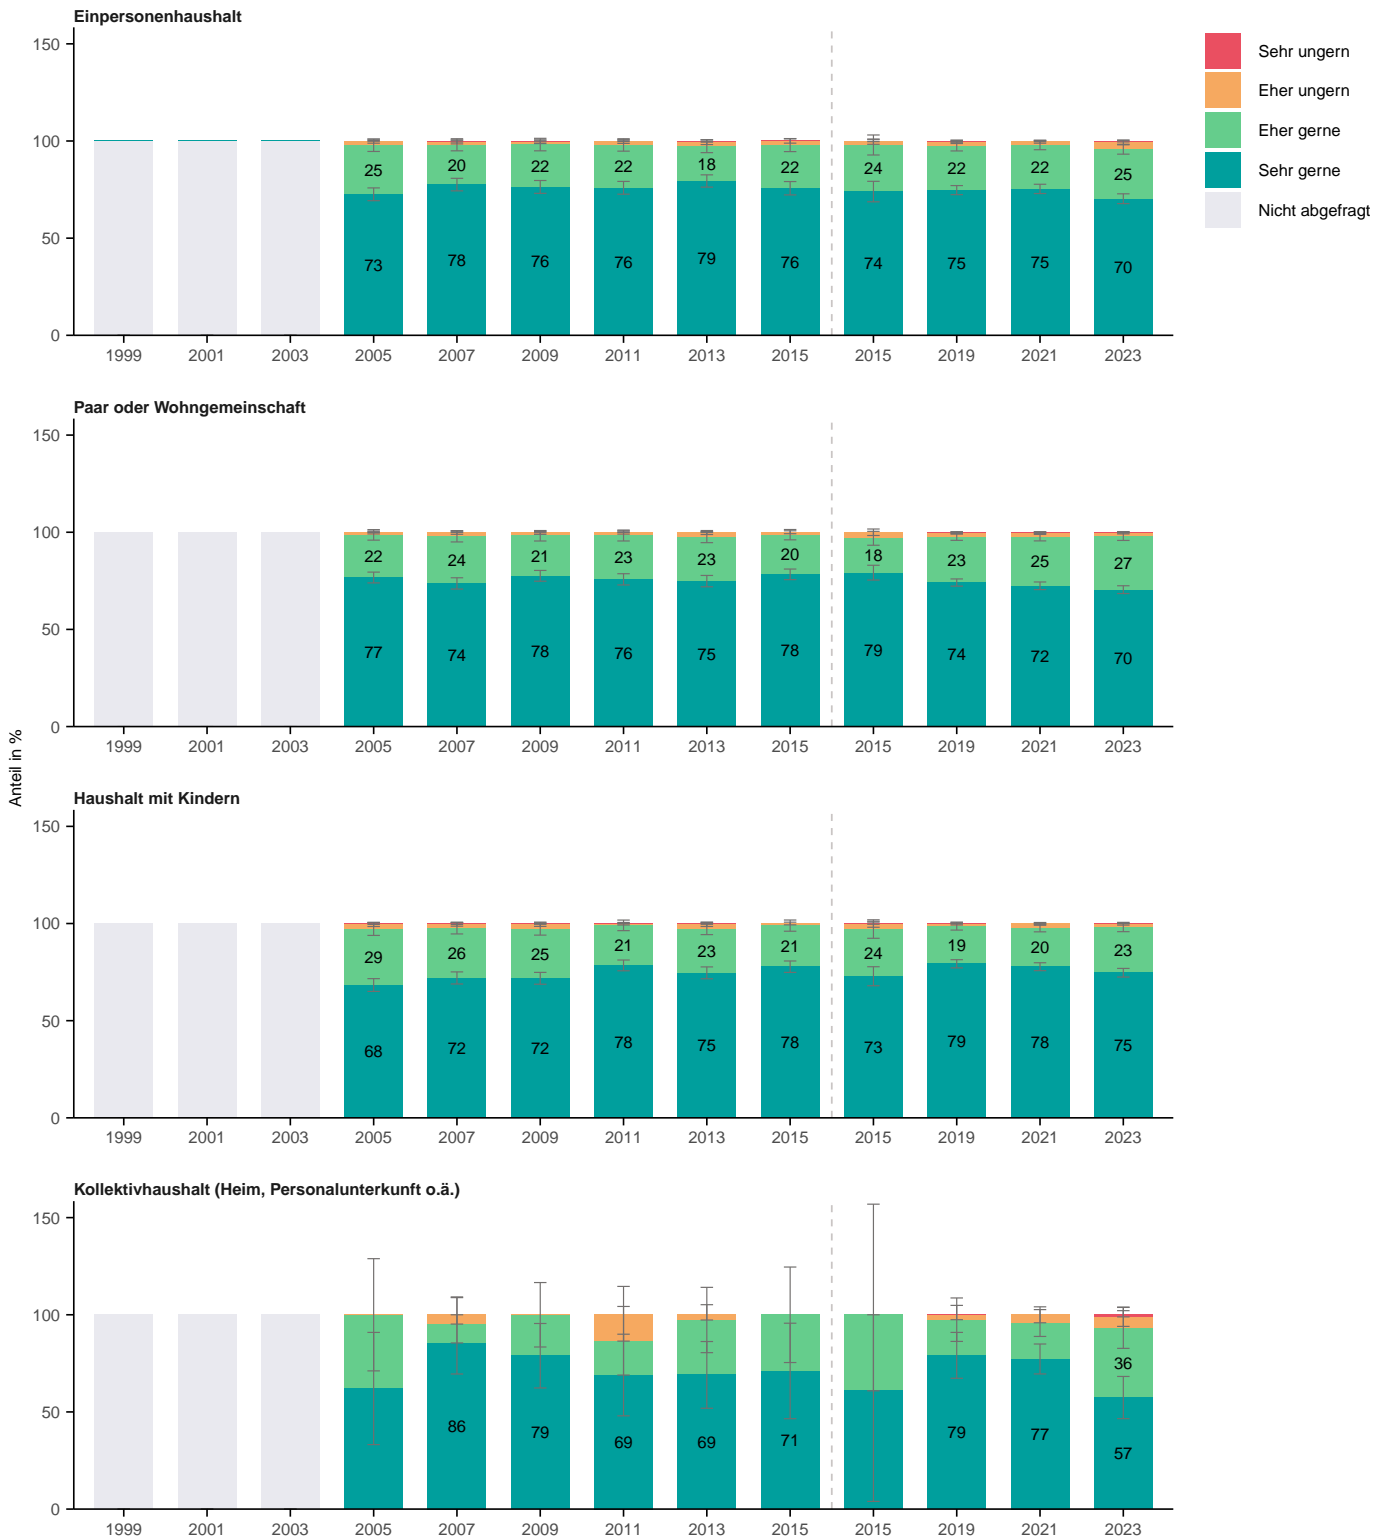 Einpersonenhaushalt
150
100
50
0
25 20 22 22 18 22 24 22 22 25
73 78 76 76 79 76 74 75 75 70
1999 2001 2003 2005 2007 2009 2011 2013 2015 2015 2019 2021 2023
Sehr ungern
Eher ungern
Eher gerne
Sehr gerne
Nicht abgefragt
Paar oder Wohngemeinschaft
150
100
50
0
22 24 21 23 23 20 18 23 25 27
77 74 78 76 75 78 79 74 72 70
1999 2001 2003 2005 2007 2009 2011 2013 2015 2015 2019 2021 2023
Anteil in %
Haushalt mit Kindern
150
100
50
0
29 26 25 21 23 21 24 19 20 23
68 72 72 78 75 78 73 79 78 75
1999 2001 2003 2005 2007 2009 2011 2013 2015 2015 2019 2021 2023
Kollektivhaushalt (Heim, Personalunterkunft o.ä.)
150
100
50
0
36
86 79 69 69 71 79 77 57
1999 2001 2003 2005 2007 2009 2011 2013 2015 2015 2019 2021 2023